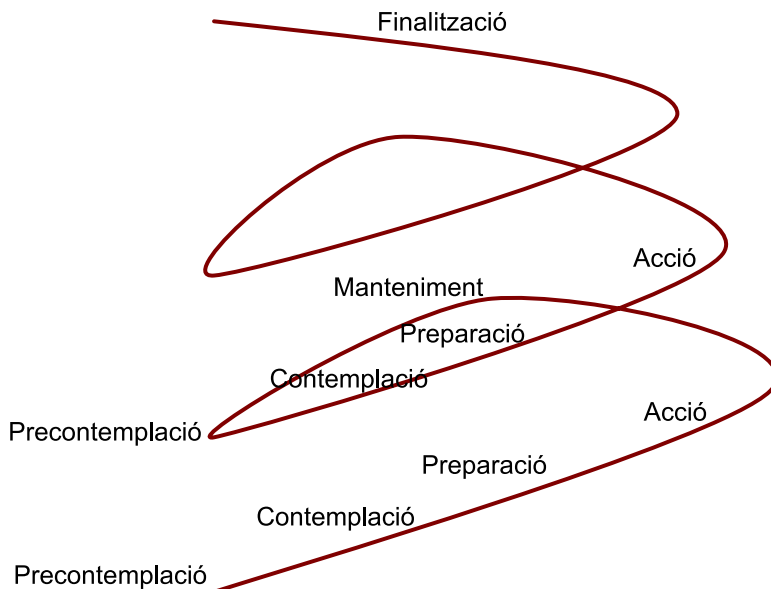 Finalització
Acció
Manteniment
Preparació
Contemplació
Precontemplació
Acció
Preparació
Contemplació
Precontemplació